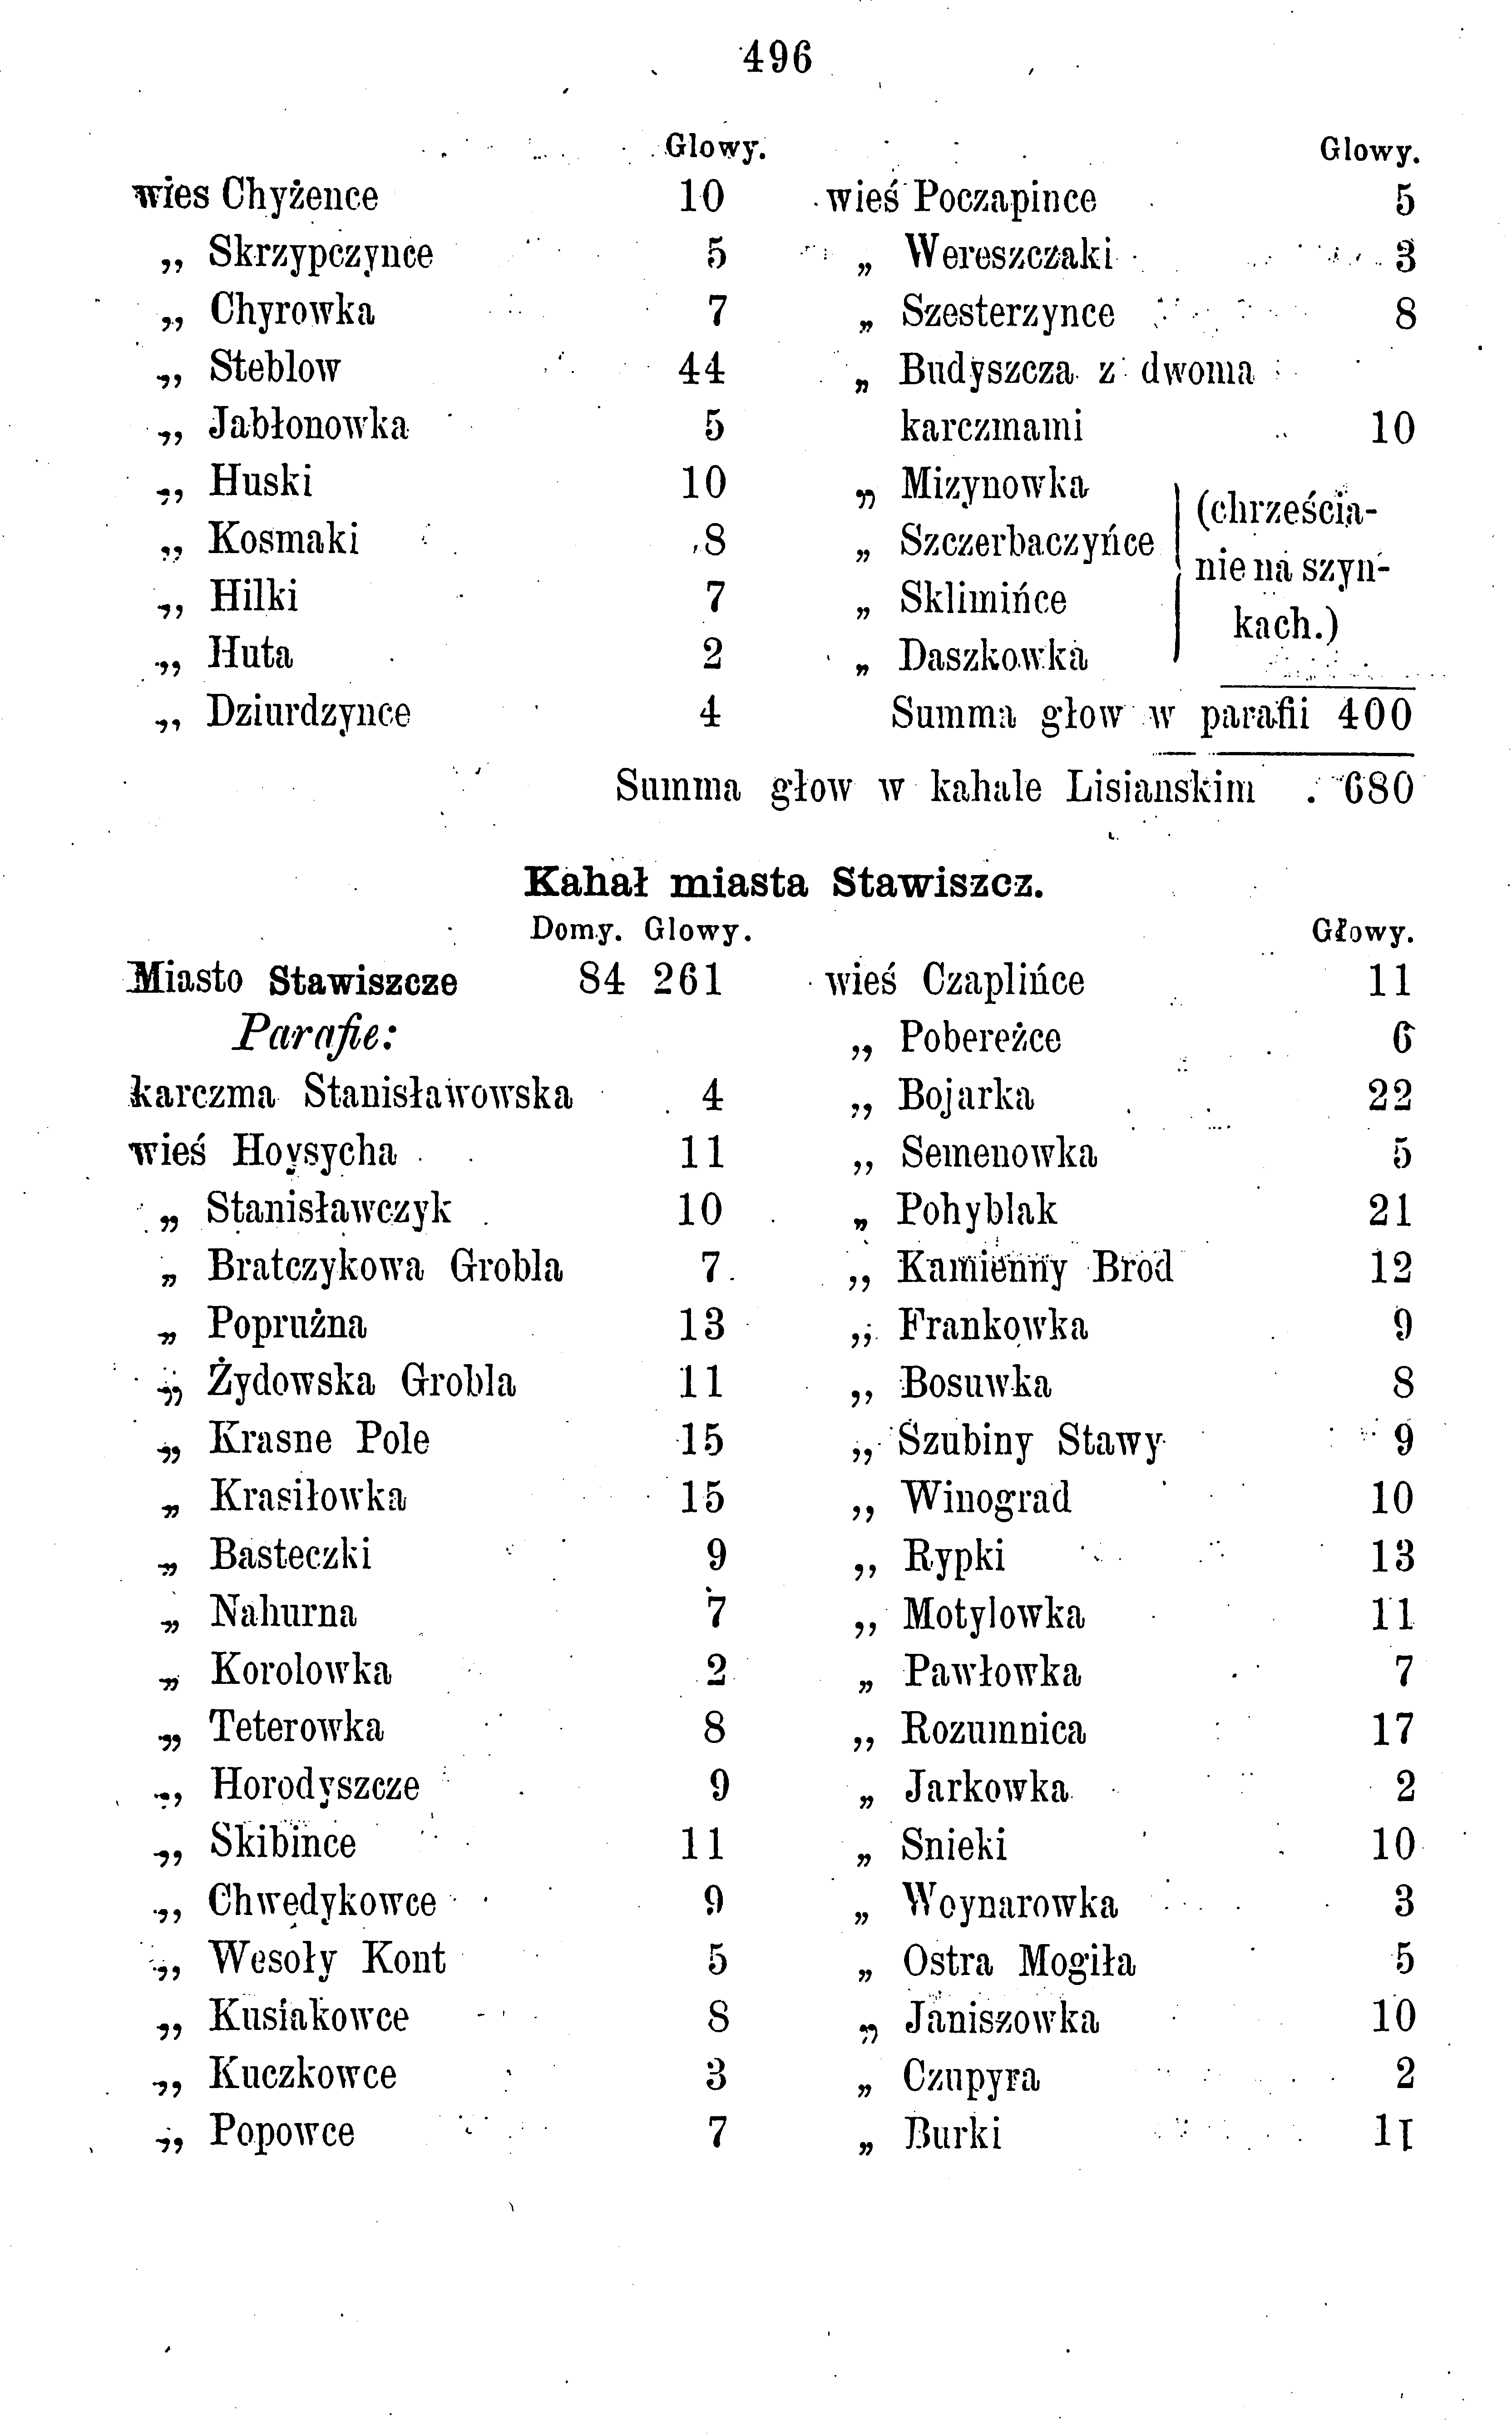 496
Glowy.
wies Chyżence 10
„ Skrzypczynce 5
„ Chyrowka 7
„ Steblow 44
„ Jabłonowka 5
„ Huski 10
„ Kosmaki 8
„ Hilki 7
„ Huta 2
„ Dziurdzynce 4
Glowy.
wieś Poczapince 5
„ Wereszczaki 3
„ Szesterzynce 8
„ Budyszcza z dwoma
karczmami 10
„ Mizynowka
„ Szczerbaczyńce
„ Sklimińce
„ Daszkowka
(chrześcia-
nie na szyn-
kach.)
Summa głow w parafii 400
Summa głow w kahale Lisianskim . 680
Kahał miasta Stawiszcz.
Domy. Glowy.
Miasto Stawiszcze 84 261
Parafie:
karczma Stanisławowska 4
wieś Hoysycha 11
„ Stanisławczyk 10
„ Bratczykowa Grobla 7
„ Poprużna 13
„ Żydowska Grobla 11
„ Krasne Pole 15
„ Krasiłowka 15
„ Basteczki 9
„ Nahurna 7
„ Korolowka 2
„ Teterowka 8
„ Horodyszcze 9
„ Skibince 11
„ Chwedykowce 9
„ Wesoły Kont 5
„ Kusiakowce 8
„ Kuczkowce 3
„ Popowce 7
Głowy.
wieś Czaplińce 11
„ Pobereżce 6
„ Bojarka 22
„ Semenowka 5
„ Pohyblak 21
„ Kamienny Brod 12
„ Frankowka 9
„ Bosuwka 8
„ Szubiny Stawy 9
„ Winograd 10
„ Rypki 13
„ Motylowka 11
„ Pawłowka 7
„ Rozumnica 17
„ Jarkowka 2
„ Snieki 10
„ Woynarowka 3
„ Ostra Mogiła 5
„ Janiszowka 10
„ Czupyra 2
„ Burki 11